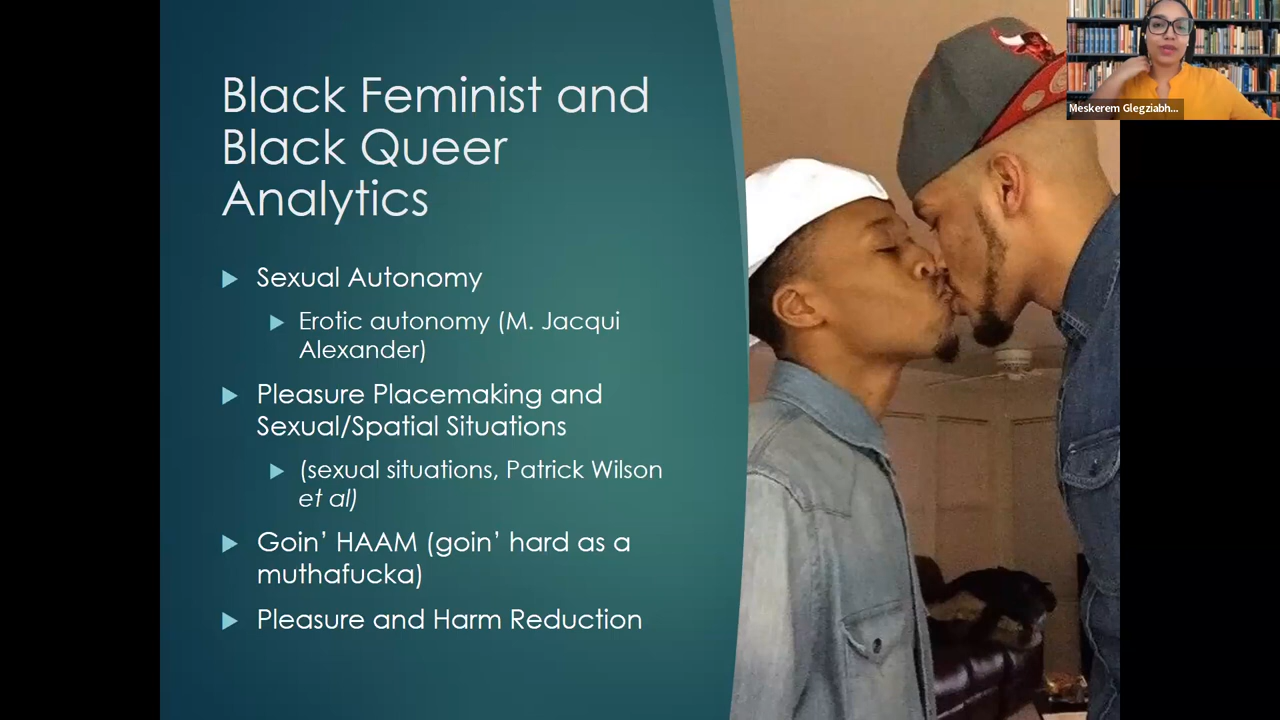 Black Feminist and
Black Queer
Analytics
Sexual Autonomy
Erotic autonomy (M. Jacqui
Alexander)
Pleasure Placemaking and
Sexual/Spatial Situations
(sexual situations, Patrick Wilson
et al)
Goin’ HAAM (goin’ hard as a
muthafucka)
Pleasure and Harm Reduction
Meskerem Glegziabh...